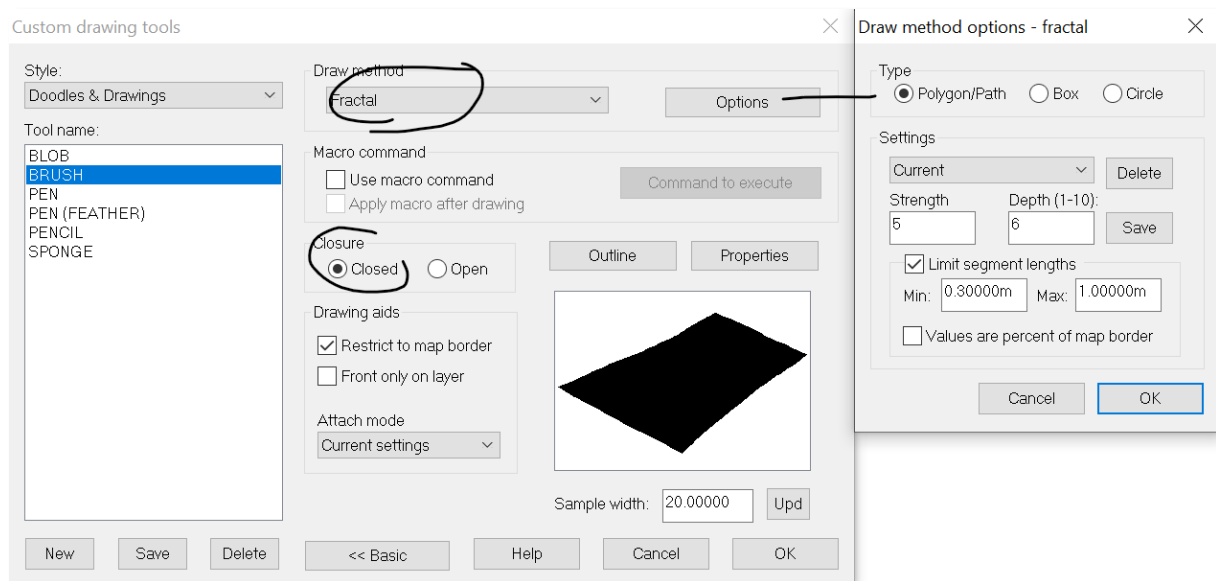 Custom drawing tools
Style:
Doodles & Drawings
Tool name:
BLOB
BRUSH
PEN
PEN (FEATHER)
PENCIL
SPONGE
New
Save
Delete
Draw method
Fractal
Options
Macro command
Use macro command
Command to execute
Apply macro after drawing
Closure
Closed
Open
Outline
Properties
Drawing aids
Restrict to map border
Front only on layer
Attach mode
Current settings
Sample width:
20.00000
Upd
<< Basic
Help
Cancel
OK
Draw method options - fractal
Type
Polygon/Path
Box
Circle
Settings
Current
Delete
Strength
Depth (1-10):
5
6
Save
Limit segment lengths
Min:
0.30000m
Max:
1.00000m
Values are percent of map border
Cancel
OK